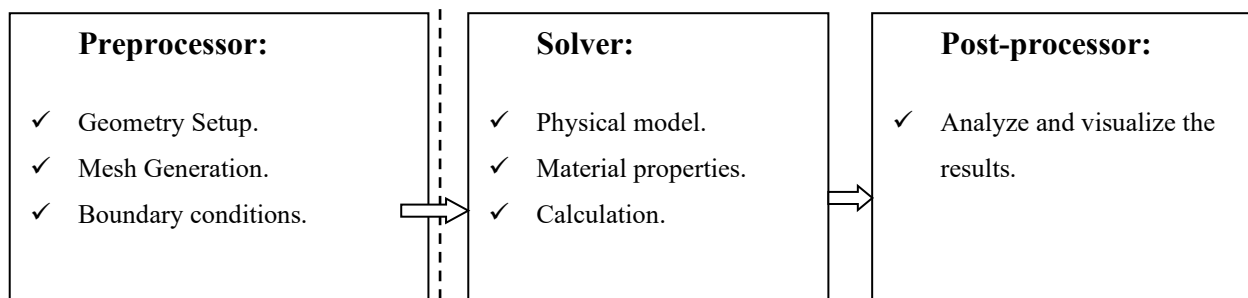 Preprocessor:
✓ Geometry Setup.
✓ Mesh Generation.
✓ Boundary conditions.
Solver:
✓ Physical model.
✓ Material properties.
✓ Calculation.
Post-processor:
✓ Analyze and visualize the
results.